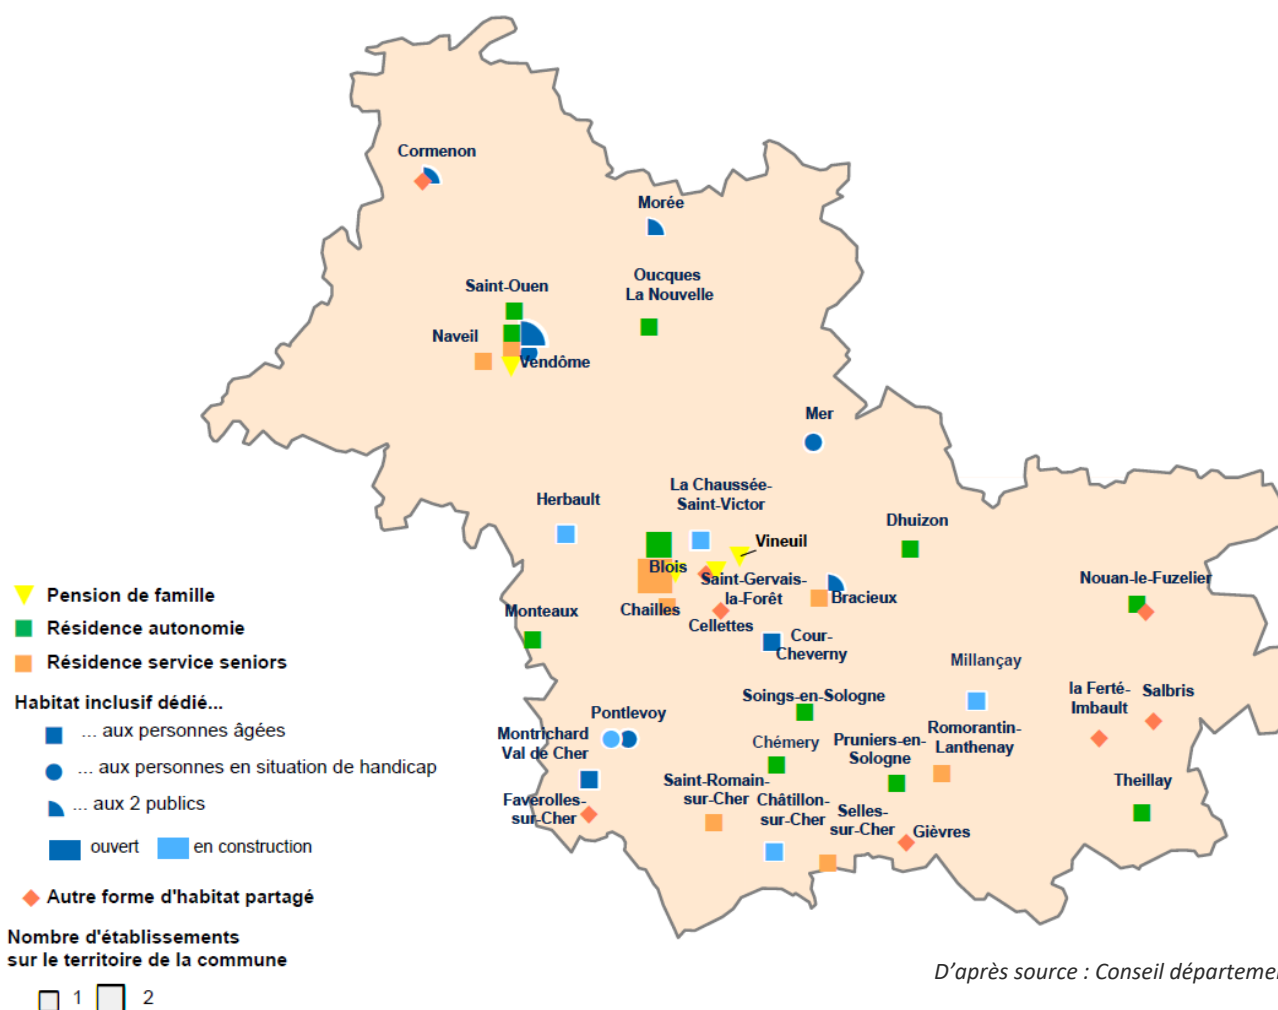 Cormenon
Morée
Oucques
La Nouvelle
Saint-Ouen
Naveil
Vendôme
Mer
La Chaussée-
Saint-Victor
Herbault
Dhuizon
Vineuil
Blois
Saint-Gervais-
la-Forêt
Nouan-le-Fuzelier
Bracieux
Chailles
Monteaux
Cellettes
Cour-
Cheverny
Millançay
Soings-en-Sologne
la Ferté-
Imbault
Salbris
Pontlevoy
Montrichard
Val de Cher
Chémery
Pruniers-en-
Sologne
Romorantin-
Lanthenay
Saint-Romain-
sur-Cher
Châtillon-
sur-Cher
Theillay
Faverolles-
sur-Cher
Selles-
sur-Cher
Gièvres
Pension de famille
Résidence autonomie
Résidence service seniors
Habitat inclusif dédié...
... aux personnes âgées
... aux personnes en situation de handicap
... aux 2 publics
ouvert
en construction
Autre forme d'habitat partagé
Nombre d'établissements
sur le territoire de la commune
1
2
D'après source : Conseil départemen